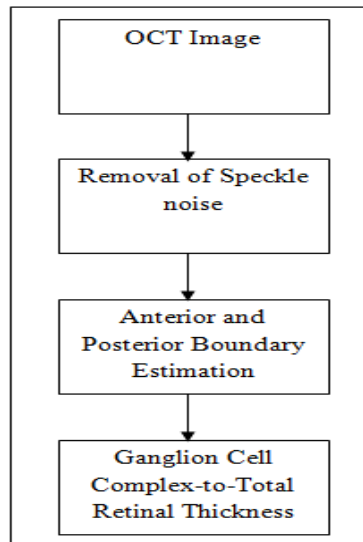 OCT Image
Removal of Speckle
noise
Anterior and
Posterior Boundary
Estimation
Ganglion Cell
Complex-to-Total
Retinal Thickness